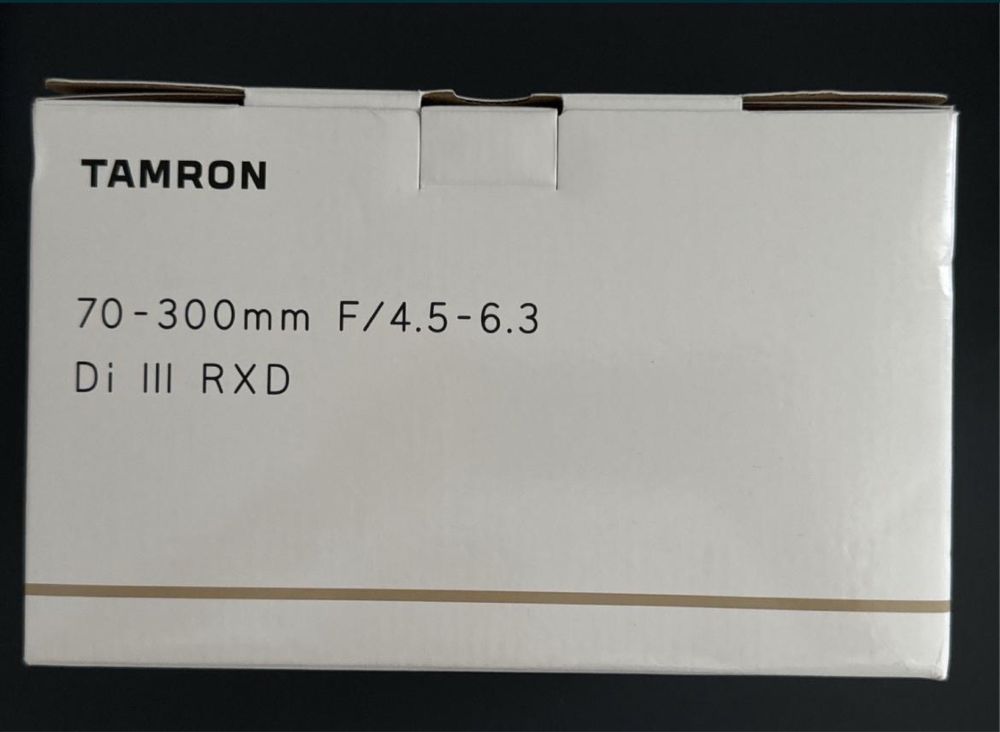 TAMRON
70-300mm F/4.5-6.3
Di III RXD